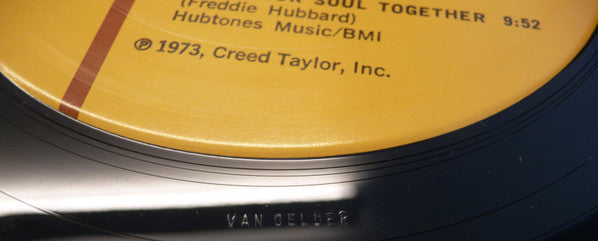 SOUL TOGETHER 9:52
(Freddie Hubbard)
Hubtones Music/BMI
℗ 1973, Creed Taylor, Inc.
VAN GELDER